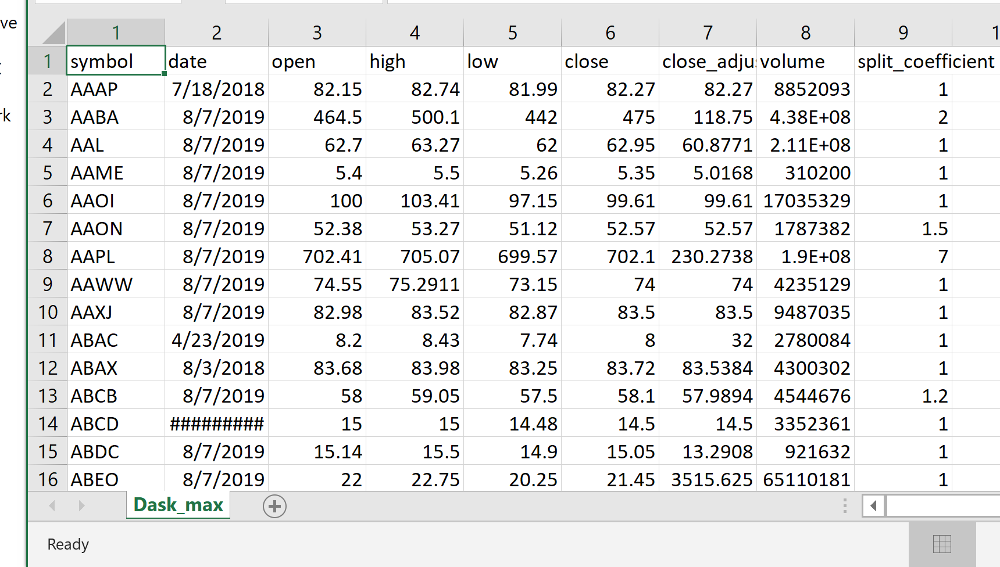 ve
rk
1 2 3 4 5 6 7 8 9 1
1 symbol date open high low close close_adju volume split_coefficient
2 AAAP 7/18/2018 82.15 82.74 81.99 82.27 82.27 8852093 1
3 AABA 8/7/2019 464.5 500.1 442 475 118.75 4.38E+08 2
4 AAL 8/7/2019 62.7 63.27 62 62.95 60.8771 2.11E+08 1
5 AAME 8/7/2019 5.4 5.5 5.26 5.35 5.0168 310200 1
6 AAOI 8/7/2019 100 103.41 97.15 99.61 99.61 17035329 1
7 AAON 8/7/2019 52.38 53.27 51.12 52.57 52.57 1787382 1.5
8 AAPL 8/7/2019 702.41 705.07 699.57 702.1 230.2738 1.9E+08 7
9 AAWW 8/7/2019 74.55 75.2911 73.15 74 74 4235129 1
10 AAXJ 8/7/2019 82.98 83.52 82.87 83.5 83.5 9487035 1
11 ABAC 4/23/2019 8.2 8.43 7.74 8 32 2780084 1
12 ABAX 8/3/2018 83.68 83.98 83.25 83.72 83.5384 4300302 1
13 ABCB 8/7/2019 58 59.05 57.5 58.1 57.9894 4544676 1.2
14 ABCD ######### 15 15 14.48 14.5 14.5 3352361 1
15 ABDC 8/7/2019 15.14 15.5 14.9 15.05 13.2908 921632 1
16 ABEO 8/7/2019 22 22.75 20.25 21.45 3515.625 65110181 1
Dask_max
Ready